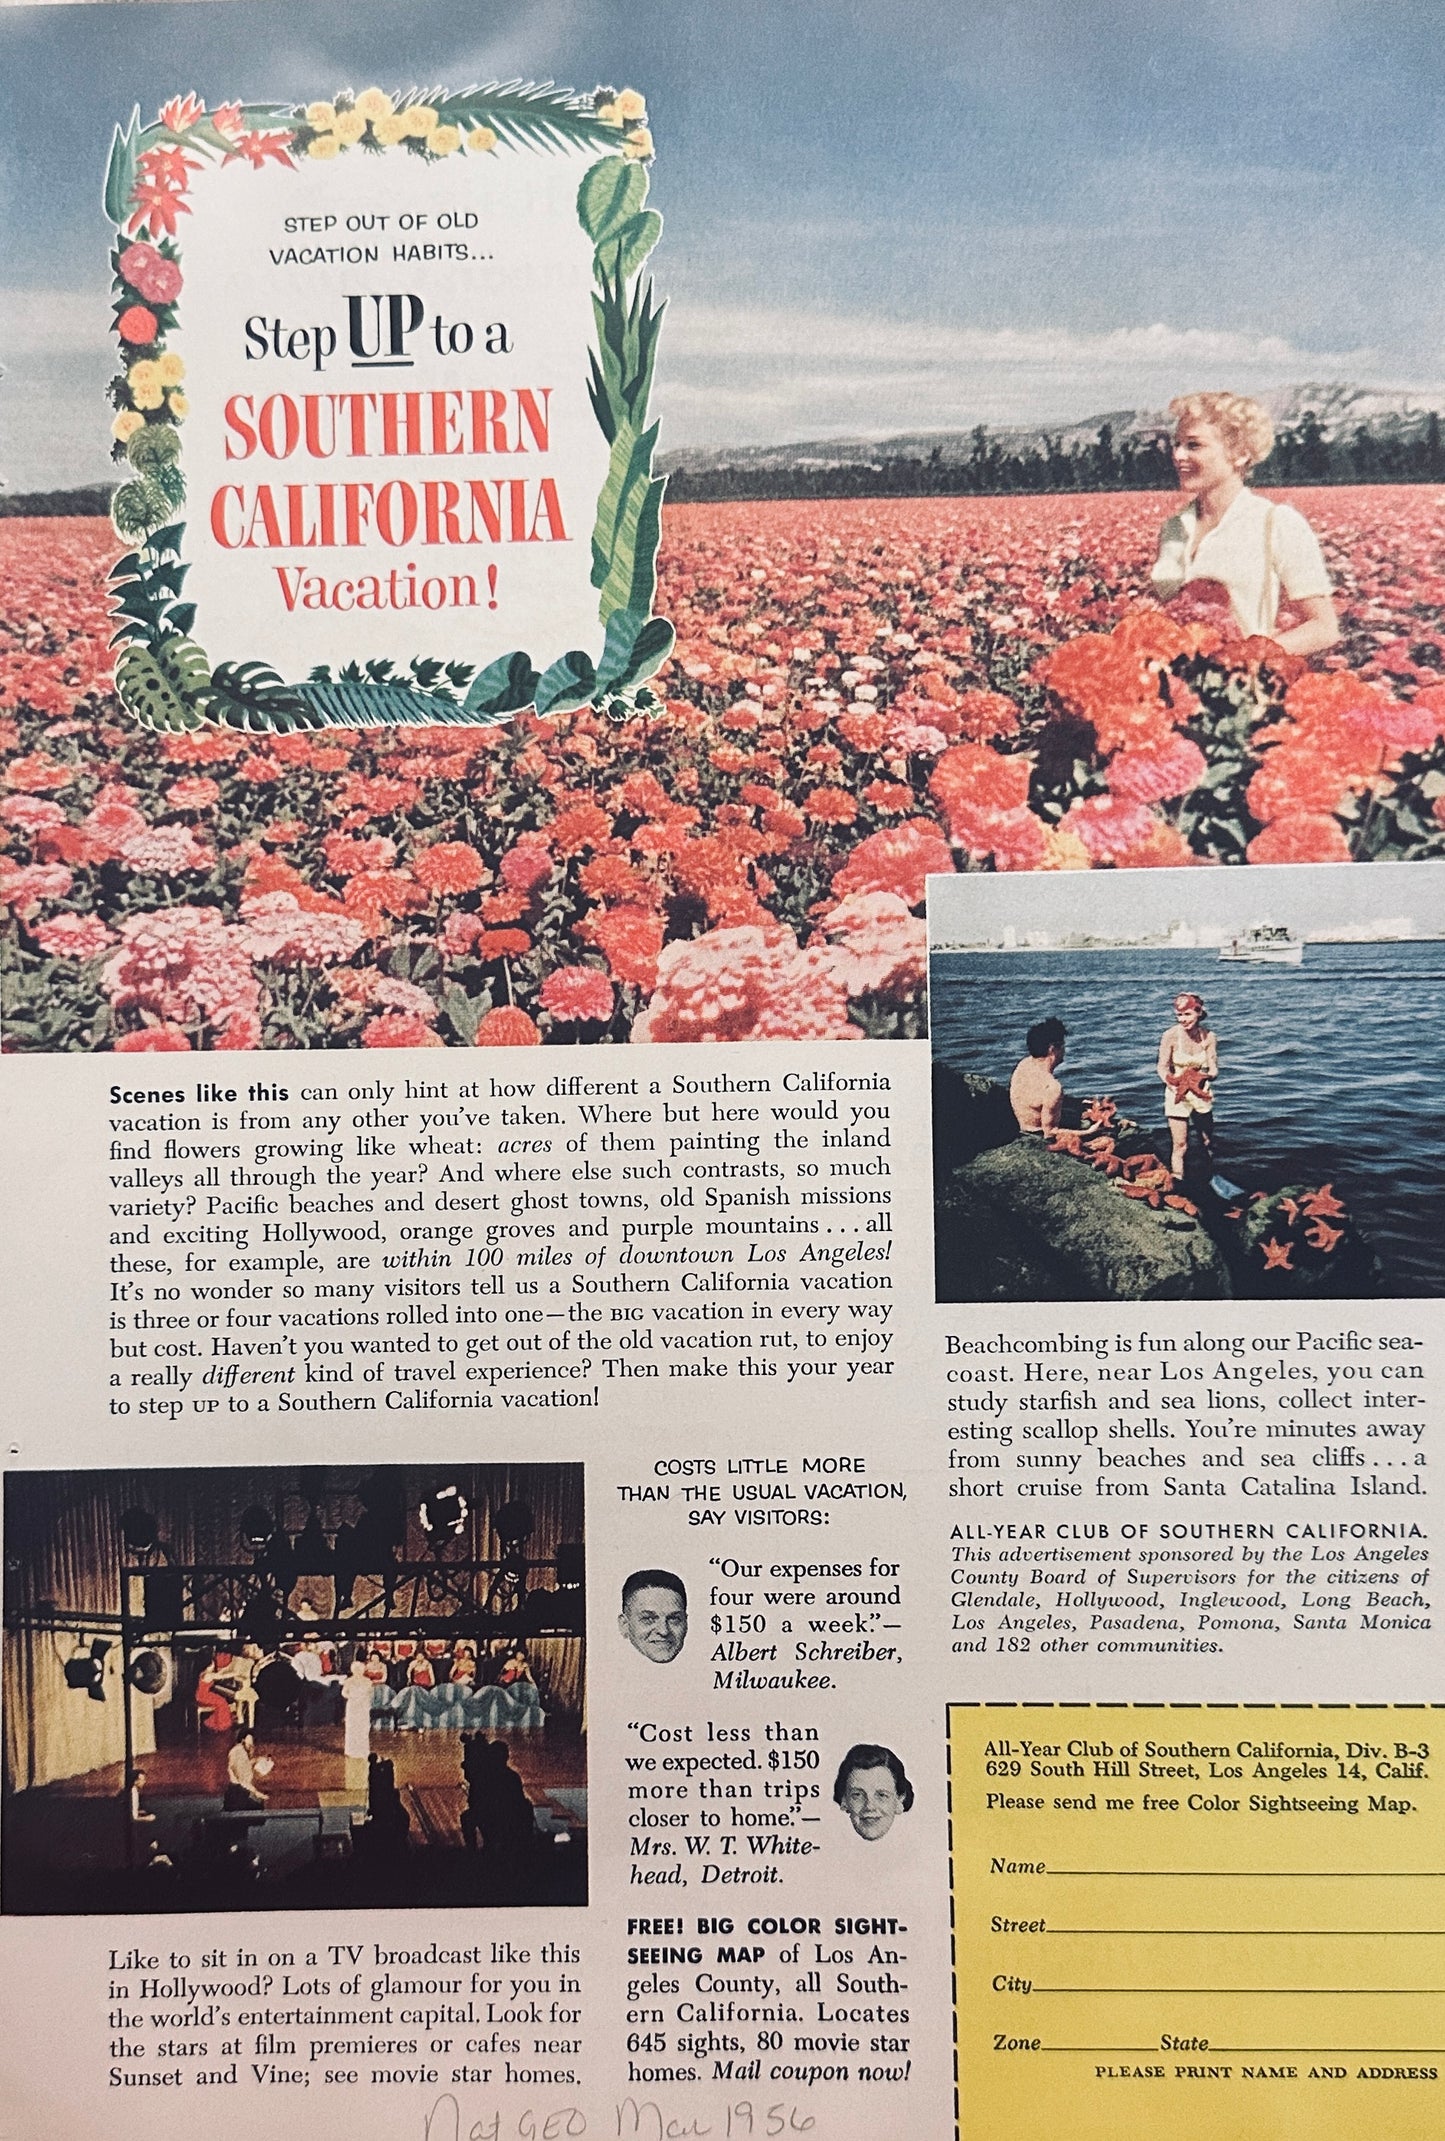 STEP OUT OF OLD
VACATION HABITS...
Step UP to a
SOUTHERN
CALIFORNIA
Vacation!
Scenes like this can only hint at how different a Southern California
vacation is from any other you've taken. Where but here would you
find flowers growing like wheat: acres of them painting the inland
valleys all through the year? And where else such contrasts, so much
variety? Pacific beaches and desert ghost towns, old Spanish missions
and exciting Hollywood, orange groves and purple mountains . . . all
these, for example, are within 100 miles of downtown Los Angeles!
It's no wonder so many visitors tell us a Southern California vacation
is three or four vacations rolled into one—the BIG vacation in every way
but cost. Haven't you wanted to get out of the old vacation rut, to enjoy
a really different kind of travel experience? Then make this your year
to step UP to a Southern California vacation!
Like to sit in on a TV broadcast like this
in Hollywood? Lots of glamour for you in
the world's entertainment capital. Look for
the stars at film premieres or cafes near
Sunset and Vine; see movie star homes.
COSTS LITTLE MORE
THAN THE USUAL VACATION,
SAY VISITORS:
"Our expenses for
four were around
$150 a week."—
Albert Schreiber,
Milwaukee.
"Cost less than
we expected. $150
more than trips
closer to home."—
Mrs. W. T. White-
head, Detroit.
FREE! BIG COLOR SIGHT-
SEEING MAP of Los An-
geles County, all South-
ern California. Locates
645 sights, 80 movie star
homes. Mail coupon now!
Beachcombing is fun along our Pacific sea-
coast. Here, near Los Angeles, you can
study starfish and sea lions, collect inter-
esting scallop shells. You're minutes away
from sunny beaches and sea cliffs . . . a
short cruise from Santa Catalina Island.
ALL-YEAR CLUB OF SOUTHERN CALIFORNIA.
This advertisement sponsored by the Los Angeles
County Board of Supervisors for the citizens of
Glendale, Hollywood, Inglewood, Long Beach,
Los Angeles, Pasadena, Pomona, Santa Monica
and 182 other communities.
All-Year Club of Southern California, Div. B-3
629 South Hill Street, Los Angeles 14, Calif.
Please send me free Color Sightseeing Map.
Name
Street
City
Zone State
PLEASE PRINT NAME AND ADDRESS
Nat GEO Mar 1956